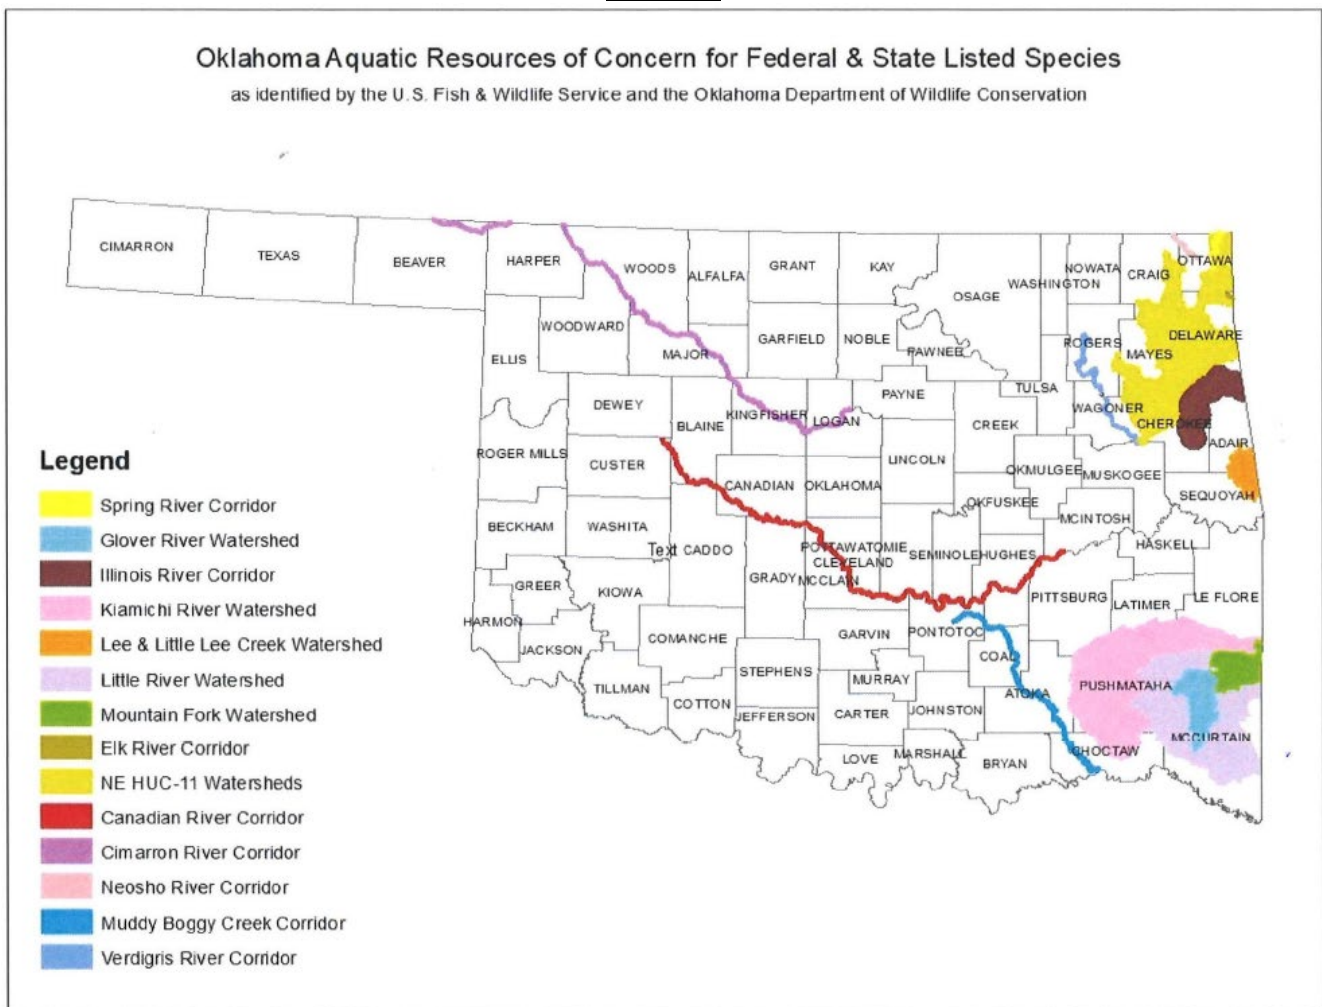 Oklahoma Aquatic Resources of Concern for Federal & State Listed Species
as identified by the U.S. Fish & Wildlife Service and the Oklahoma Department of Wildlife Conservation
CIMARRON
TEXAS
BEAVER
HARPER
WOODS
ALFALFA
GRANT
KAY
OSAGE
WASHINGTON
NOWATA
CRAIG
OTTAWA
WOODWARD
ELLIS
MAJOR
GARFIELD
NOBLE
PAWNEE
ROGERS
MAYES
DELAWARE
DEWEY
BLAINE
KINGFISHER
LOGAN
PAYNE
CREEK
TULSA
WAGONER
CHEROKEE
ADAIR
ROGER MILLS
CUSTER
CANADIAN
OKLAHOMA
LINCOLN
OKMULGEE
MUSKOGEE
SEQUOYAH
OKFUSKEE
MCINTOSH
BECKHAM
WASHITA
Text
CADDO
GRADY
POTTAWATOMIE
CLEVELAND
MCCLAIN
SEMINOLE
HUGHES
HASKELL
GREER
KIOWA
PITTSBURG
LATIMER
LE FLORE
HARMON
JACKSON
COMANCHE
GARVIN
PONTOTOC
COAL
TILLMAN
COTTON
STEPHENS
MURRAY
JEFFERSON
CARTER
JOHNSTON
ATOKA
PUSHMATAHA
MCCURTAIN
LOVE
MARSHALL
BRYAN
CHOCTAW
Legend
Spring River Corridor
Glover River Watershed
Illinois River Corridor
Kiamichi River Watershed
Lee & Little Lee Creek Watershed
Little River Watershed
Mountain Fork Watershed
Elk River Corridor
NE HUC-11 Watersheds
Canadian River Corridor
Cimarron River Corridor
Neosho River Corridor
Muddy Boggy Creek Corridor
Verdigris River Corridor